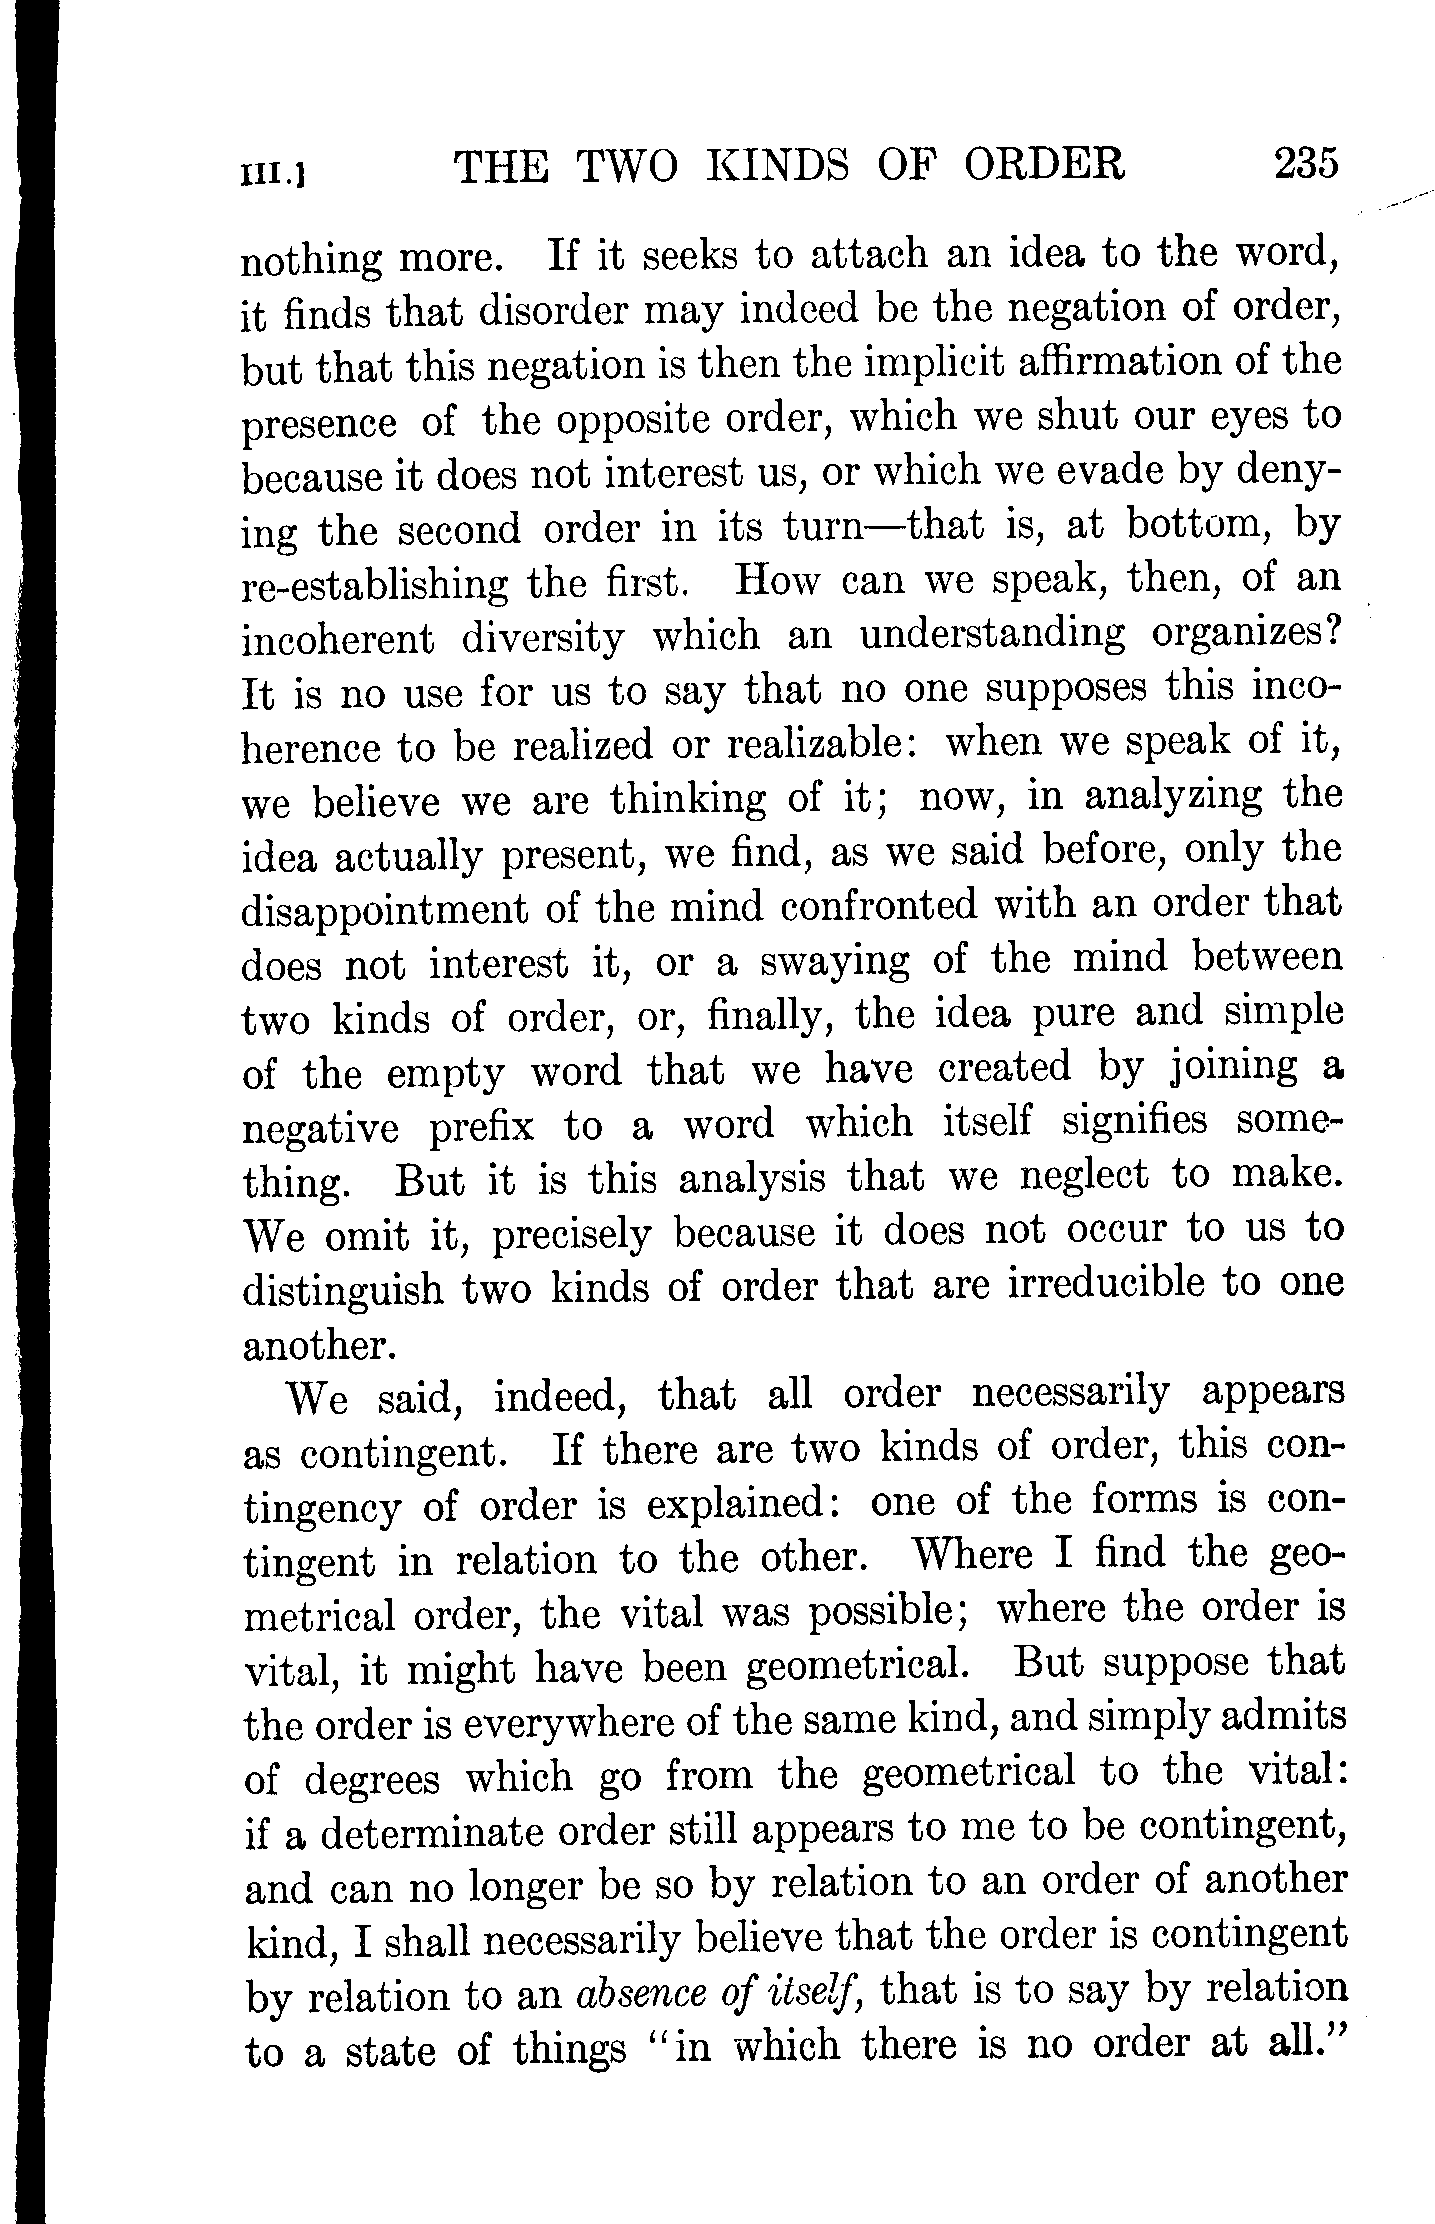 III.] THE TWO KINDS OF ORDER 235
nothing more. If it seeks to attach an idea to the word,
it finds that disorder may indeed be the negation of order,
but that this negation is then the implicit affirmation of the
presence of the opposite order, which we shut our eyes to
because it does not interest us, or which we evade by deny-
ing the second order in its turn—that is, at bottom, by
re-establishing the first. How can we speak, then, of an
incoherent diversity which an understanding organizes?
It is no use for us to say that no one supposes this inco-
herence to be realized or realizable: when we speak of it,
we believe we are thinking of it; now, in analyzing the
idea actually present, we find, as we said before, only the
disappointment of the mind confronted with an order that
does not interest it, or a swaying of the mind between
two kinds of order, or, finally, the idea pure and simple
of the empty word that we have created by joining a
negative prefix to a word which itself signifies some-
thing. But it is this analysis that we neglect to make.
We omit it, precisely because it does not occur to us to
distinguish two kinds of order that are irreducible to one
another.
We said, indeed, that all order necessarily appears
as contingent. If there are two kinds of order, this con-
tingency of order is explained: one of the forms is con-
tingent in relation to the other. Where I find the geo-
metrical order, the vital was possible; where the order is
vital, it might have been geometrical. But suppose that
the order is everywhere of the same kind, and simply admits
of degrees which go from the geometrical to the vital:
if a determinate order still appears to me to be contingent,
and can no longer be so by relation to an order of another
kind, I shall necessarily believe that the order is contingent
by relation to an absence of itself, that is to say by relation
to a state of things “in which there is no order at all.”